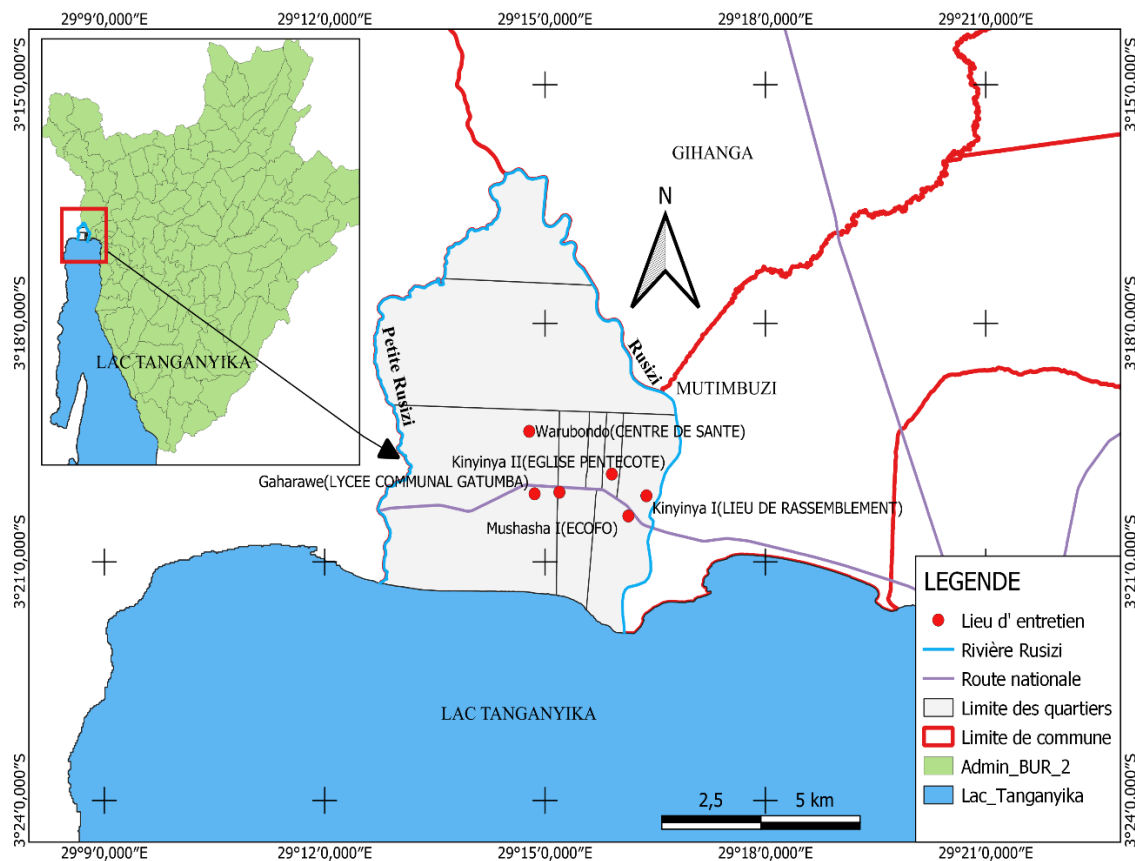 29°9′0,000″E 29°12′0,000″E 29°15′0,000″E 29°18′0,000″E 29°21′0,000″E
3°15′0,000″S
3°15′0,000″S
GIHANGA
N
3°18′0,000″S
3°18′0,000″S
LAC TANGANYIKA
Petite Rusizi
Rusizi
MUTIMBUZI
Warubondo(CENTRE DE SANTE)
Kinyinya II(EGLISE PENTECOTE)
Gaharawe(LYCEE COMMUNAL GATUMBA)
Kinyinya I(LIEU DE RASSEMBLEMENT)
Mushasha I(ECOFO)
3°21′0,000″S
3°21′0,000″S
LEGENDE
Lieu d' entretien
Rivière Rusizi
Route nationale
Limite des quartiers
Limite de commune
Admin_BUR_2
Lac_Tanganyika
LAC TANGANYIKA
2,5 5 km
3°24′0,000″S
3°24′0,000″S
29°9′0,000″E 29°12′0,000″E 29°15′0,000″E 29°18′0,000″E 29°21′0,000″E